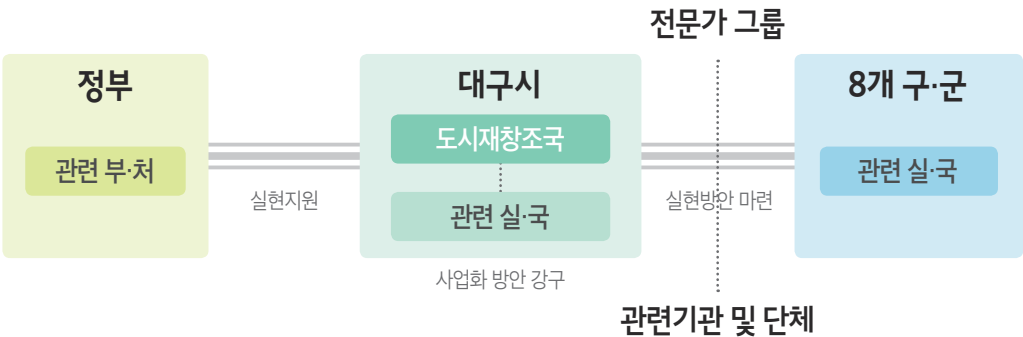 전문가 그룹
정부
대구시
8개 구·군
도시재창조국
관련 부·처
관련 실·국
실현지원
관련 실·국
실현방안 마련
사업화 방안 강구
관련기관 및 단체